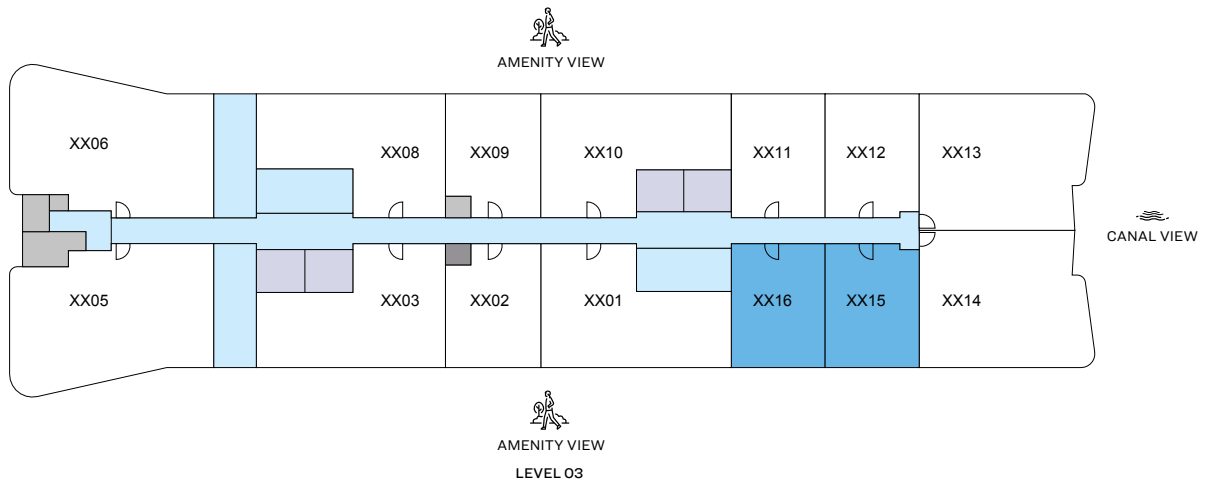 AMENITY VIEW
XX06
XX08
XX09
XX10
XX11
XX12
XX13
CANAL VIEW
XX05
XX03
XX02
XX01
XX16
XX15
XX14
AMENITY VIEW
LEVEL 03